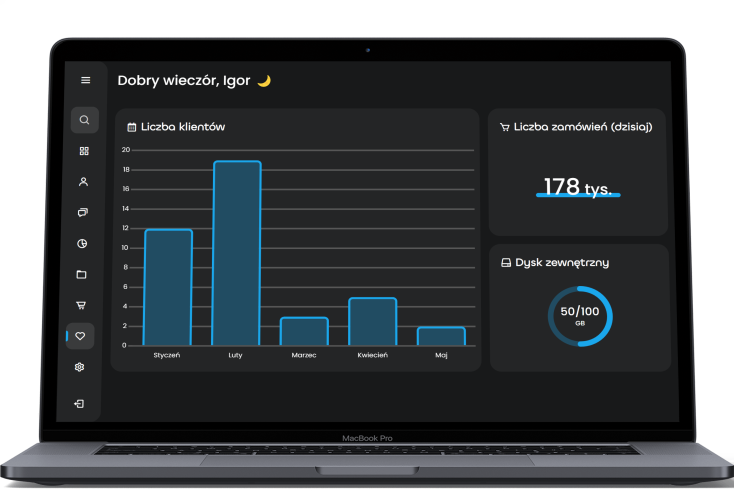 Dobry wieczór, Igor 🌙
Liczba klientów
20
18
16
14
12
10
8
6
4
2
0
Styczeń
Luty
Marzec
Kwiecień
Maj
Liczba zamówień (dzisiaj)
178 tys.
Dysk zewnętrzny
50/100
GB
MacBook Pro